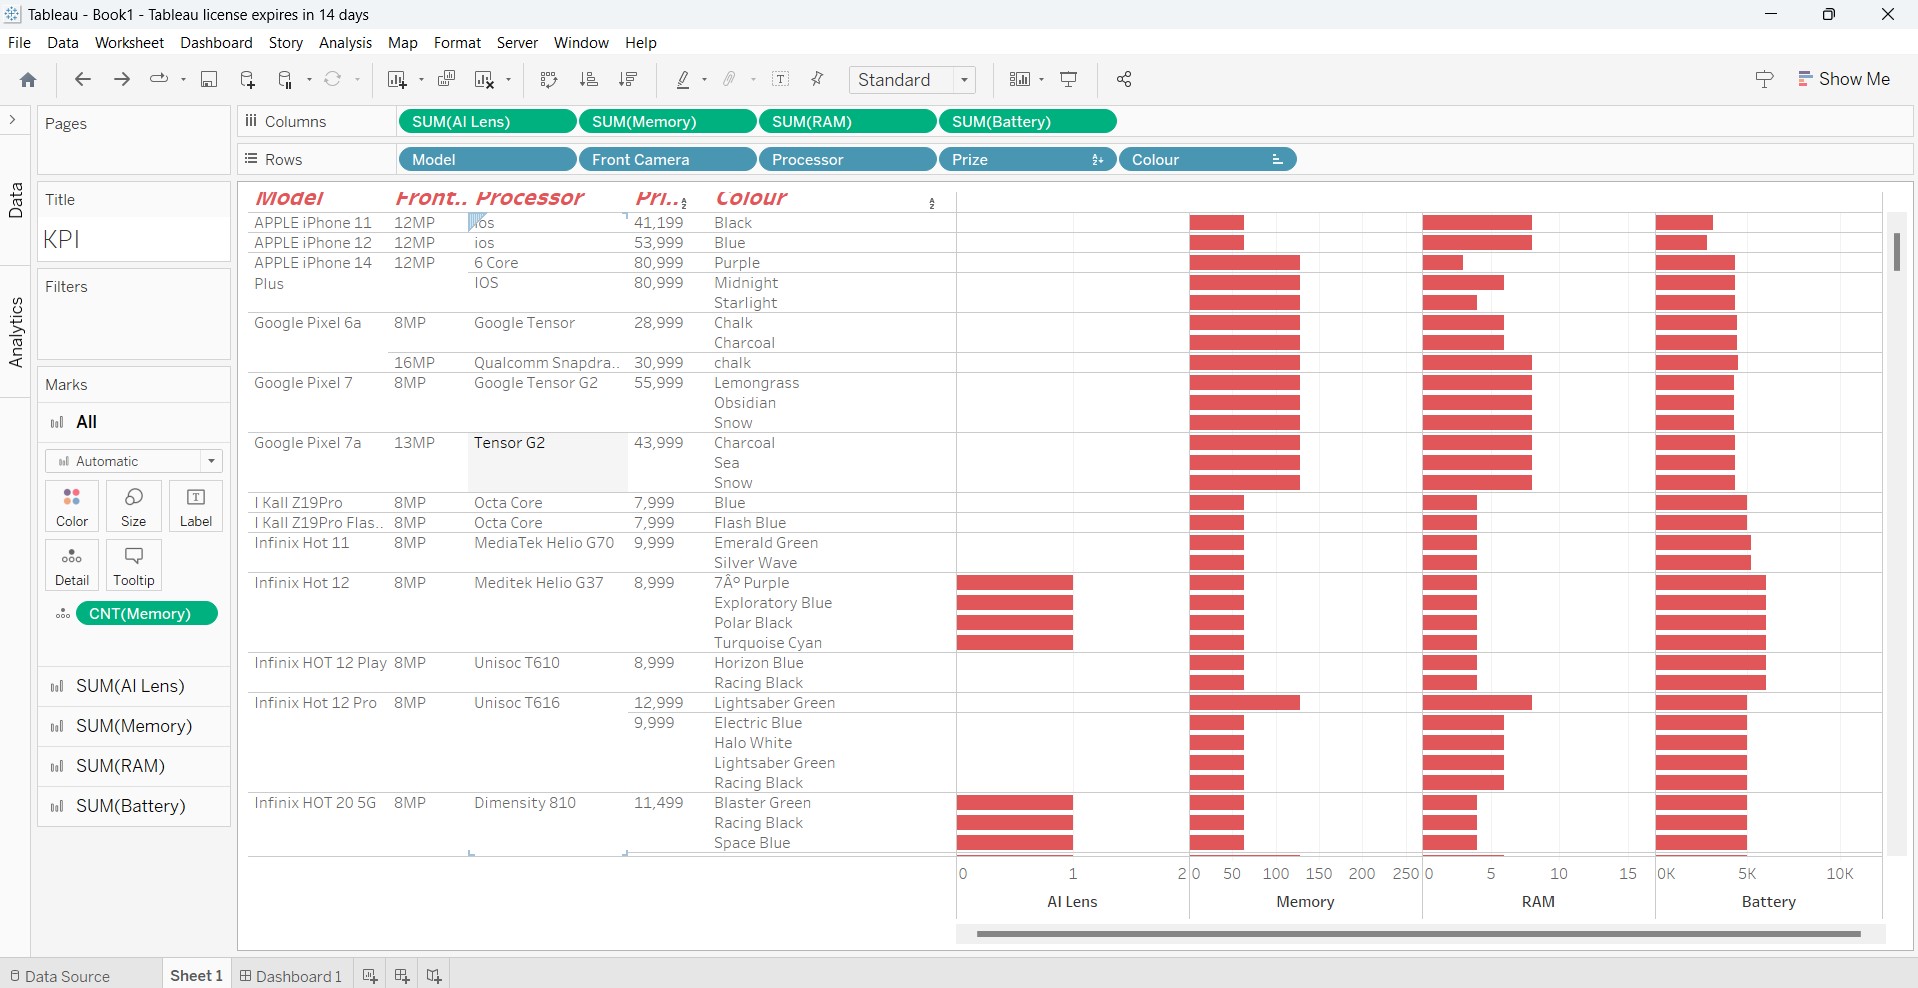 Tableau - Book1 - Tableau license expires in 14 days
File Data Worksheet Dashboard Story Analysis Map Format Server Window Help
Standard Show Me
Pages
Columns SUM(AI Lens) SUM(Memory) SUM(RAM) SUM(Battery)
Rows Model Front Camera Processor Prize Colour
Data
Analytics
Title
KPI
Filters
Marks
All
Automatic
Color Size Label
Detail Tooltip
CNT(Memory)
SUM(AI Lens)
SUM(Memory)
SUM(RAM)
SUM(Battery)
Model Front.. Processor Pri.. Colour
APPLE iPhone 11 12MP ios 41,199 Black
APPLE iPhone 12 12MP ios 53,999 Blue
APPLE iPhone 14 12MP 6 Core 80,999 Purple
Plus IOS 80,999 Midnight
Starlight
Google Pixel 6a 8MP Google Tensor 28,999 Chalk
Charcoal
16MP Qualcomm Snapdra.. 30,999 chalk
Google Pixel 7 8MP Google Tensor G2 55,999 Lemongrass
Obsidian
Snow
Google Pixel 7a 13MP Tensor G2 43,999 Charcoal
Sea
Snow
I Kall Z19Pro 8MP Octa Core 7,999 Blue
I Kall Z19Pro Flas.. 8MP Octa Core 7,999 Flash Blue
Infinix Hot 11 8MP MediaTek Helio G70 9,999 Emerald Green
Silver Wave
Infinix Hot 12 8MP Meditek Helio G37 8,999 7Â° Purple
Exploratory Blue
Polar Black
Turquoise Cyan
Infinix HOT 12 Play 8MP Unisoc T610 8,999 Horizon Blue
Racing Black
Infinix Hot 12 Pro 8MP Unisoc T616 12,999 Lightsaber Green
9,999 Electric Blue
Halo White
Lightsaber Green
Racing Black
Infinix HOT 20 5G 8MP Dimensity 810 11,499 Blaster Green
Racing Black
Space Blue
0 1 2 0 50 100 150 200 250 0 5 10 15 0K 5K 10K
AI Lens Memory RAM Battery
Data Source Sheet 1 Dashboard 1